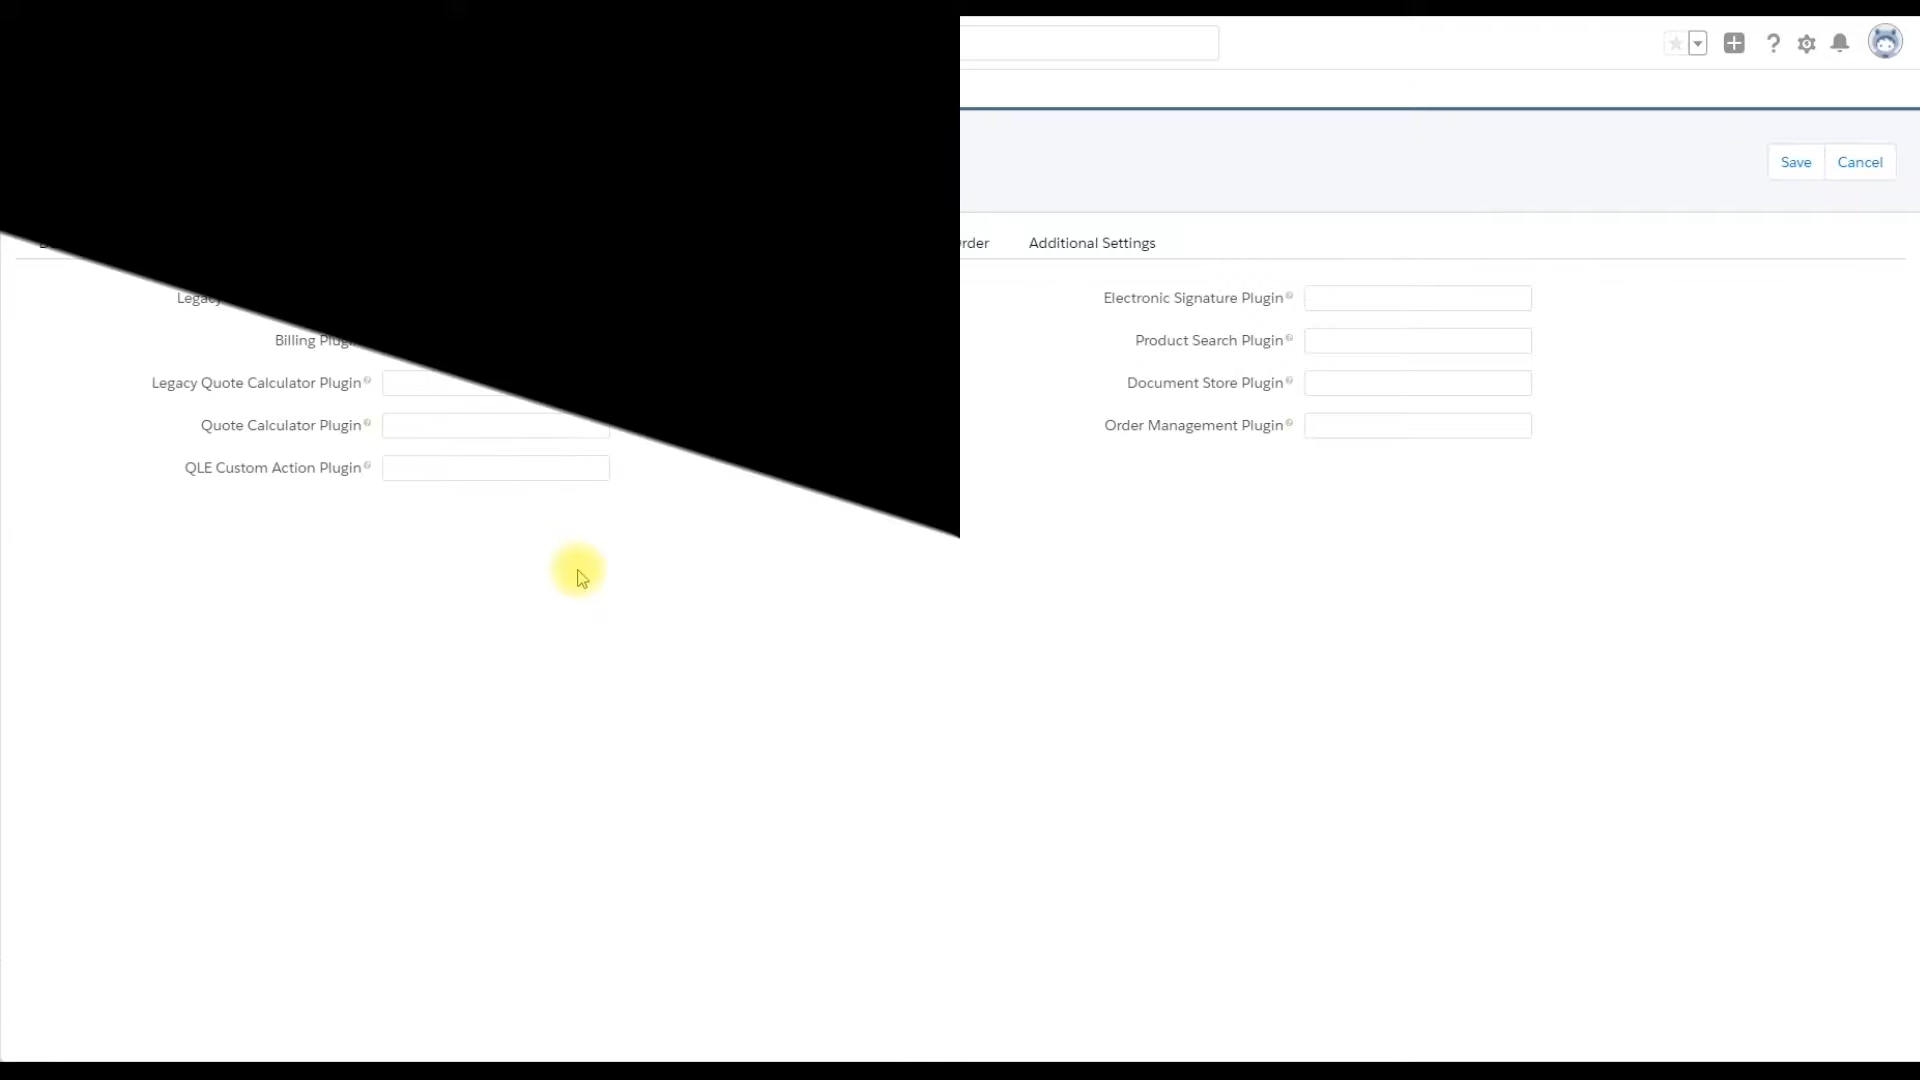 Save Cancel
Additional Settings
Electronic Signature Plugin
Billing
Product Search Plugin
Legacy Quote Calculator Plugin
Document Store Plugin
Quote Calculator Plugin
Order Management Plugin
QLE Custom Action Plugin